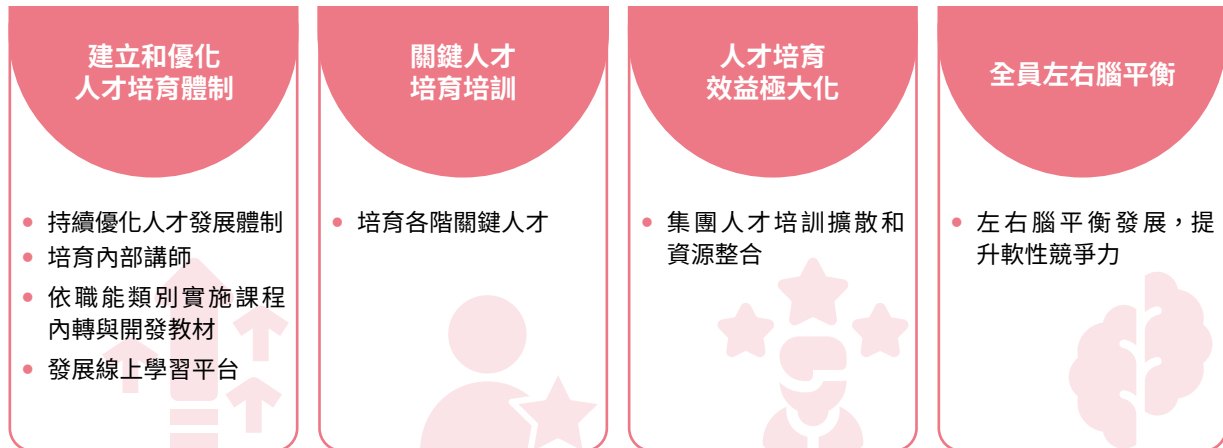 建立和優化
人才培育體制
持續優化人才發展體制
培育內部講師
依職能類別實施課程
內轉與開發教材
發展線上學習平台
關鍵人才
培育培訓
培育各階關鍵人才
人才培育
效益極大化
集團人才培訓擴散和
資源整合
全員左右腦平衡
左右腦平衡發展，提
升軟性競爭力